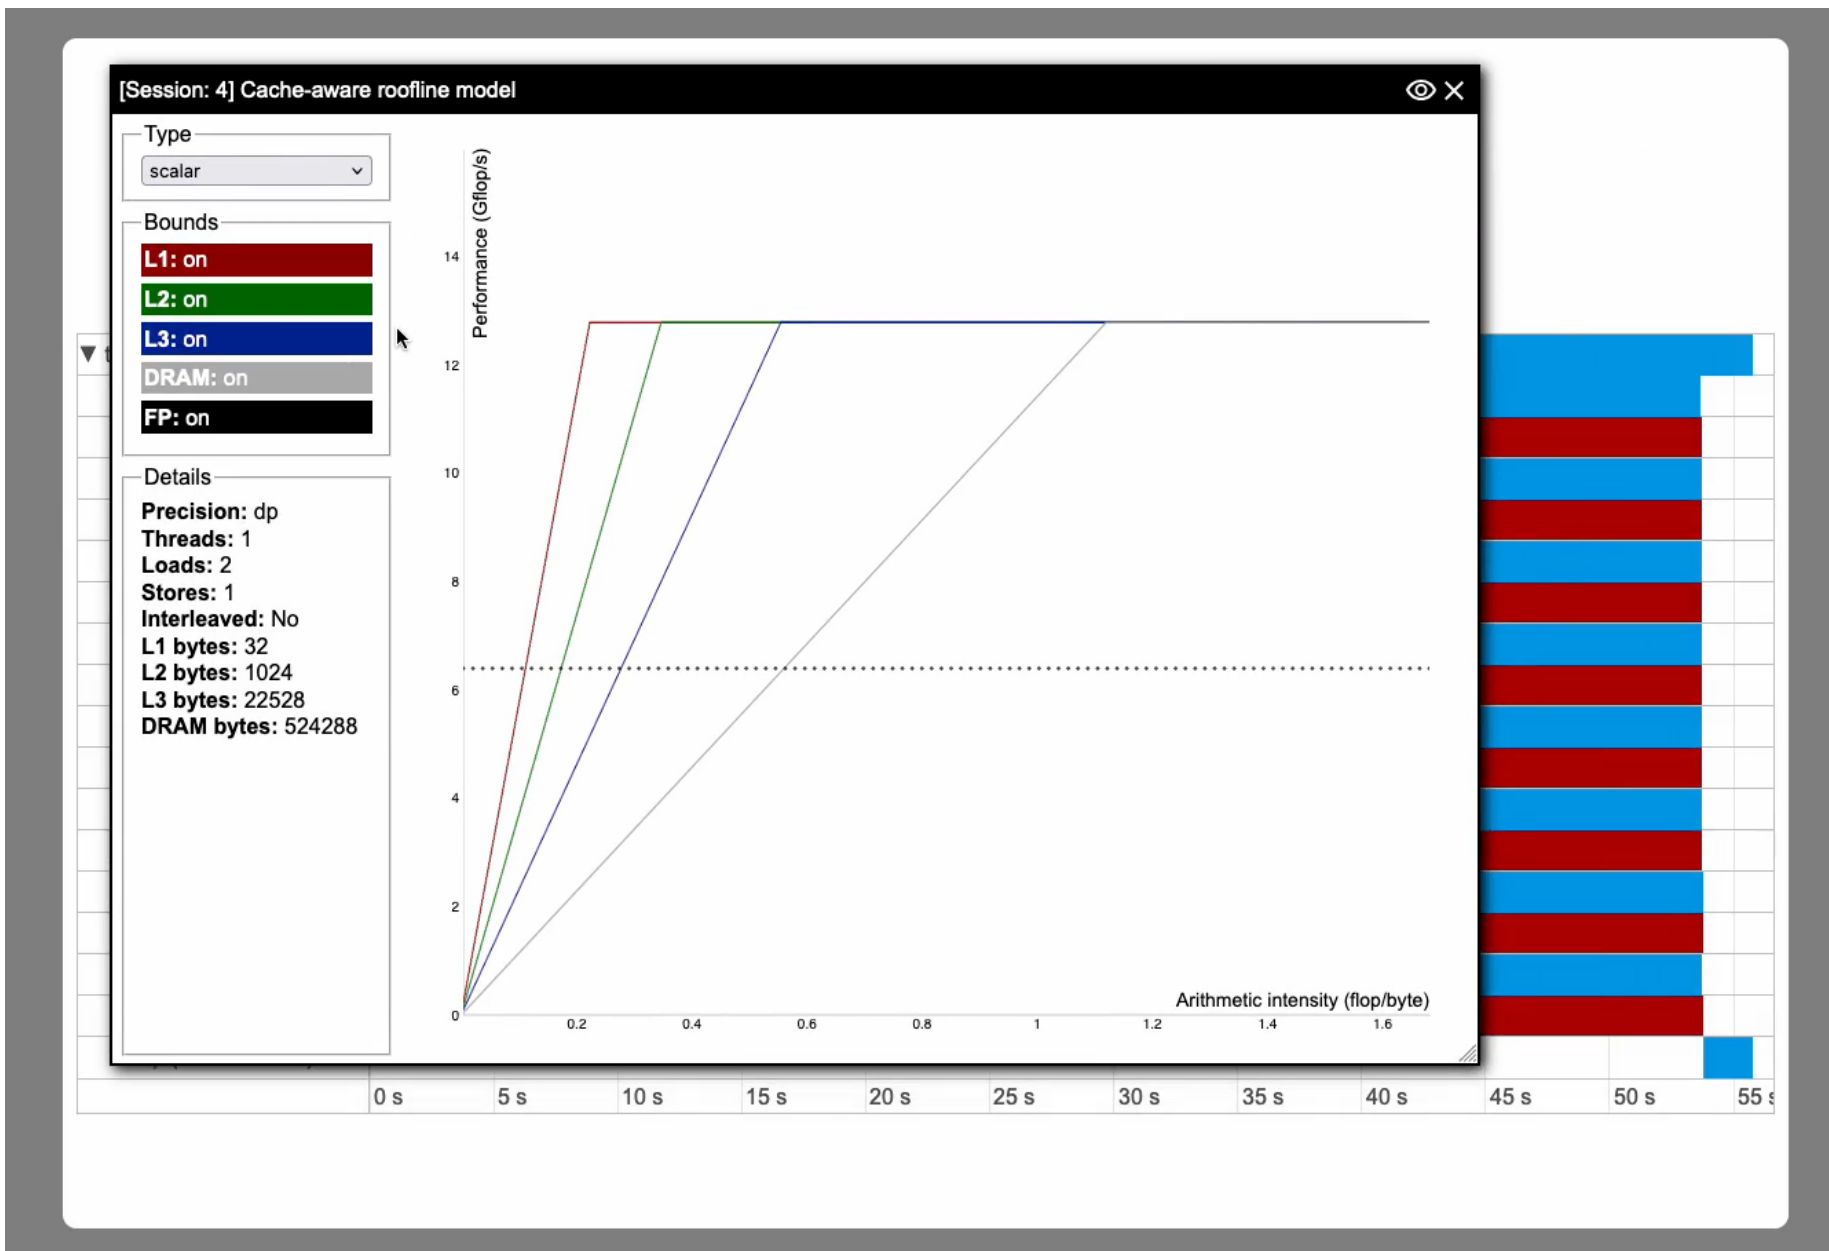 [Session: 4] Cache-aware roofline model
Type
scalar
Bounds
L1: on
L2: on
L3: on
DRAM: on
FP: on
Details
Precision: dp
Threads: 1
Loads: 2
Stores: 1
Interleaved: No
L1 bytes: 32
L2 bytes: 1024
L3 bytes: 22528
DRAM bytes: 524288
Performance (Gflop/s)
14
12
10
8
6
4
2
0
Arithmetic intensity (flop/byte)
0.2 0.4 0.6 0.8 1 1.2 1.4 1.6
0 s 5 s 10 s 15 s 20 s 25 s 30 s 35 s 40 s 45 s 50 s 55 s